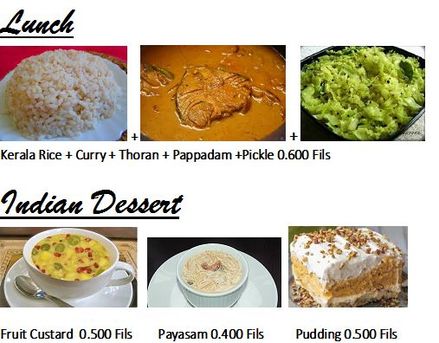 Lunch
+ +
Kerala Rice + Curry + Thoran + Pappadam +Pickle 0.600 Fils
Indian Dessert
Fruit Custard 0.500 Fils Payasam 0.400 Fils Pudding 0.500 Fils